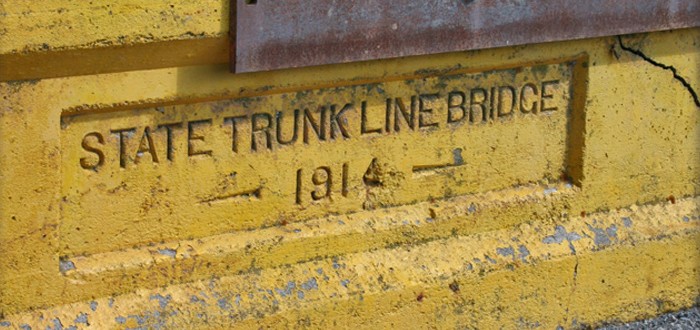 STATE TRUNK LINE BRIDGE
- 1914 -